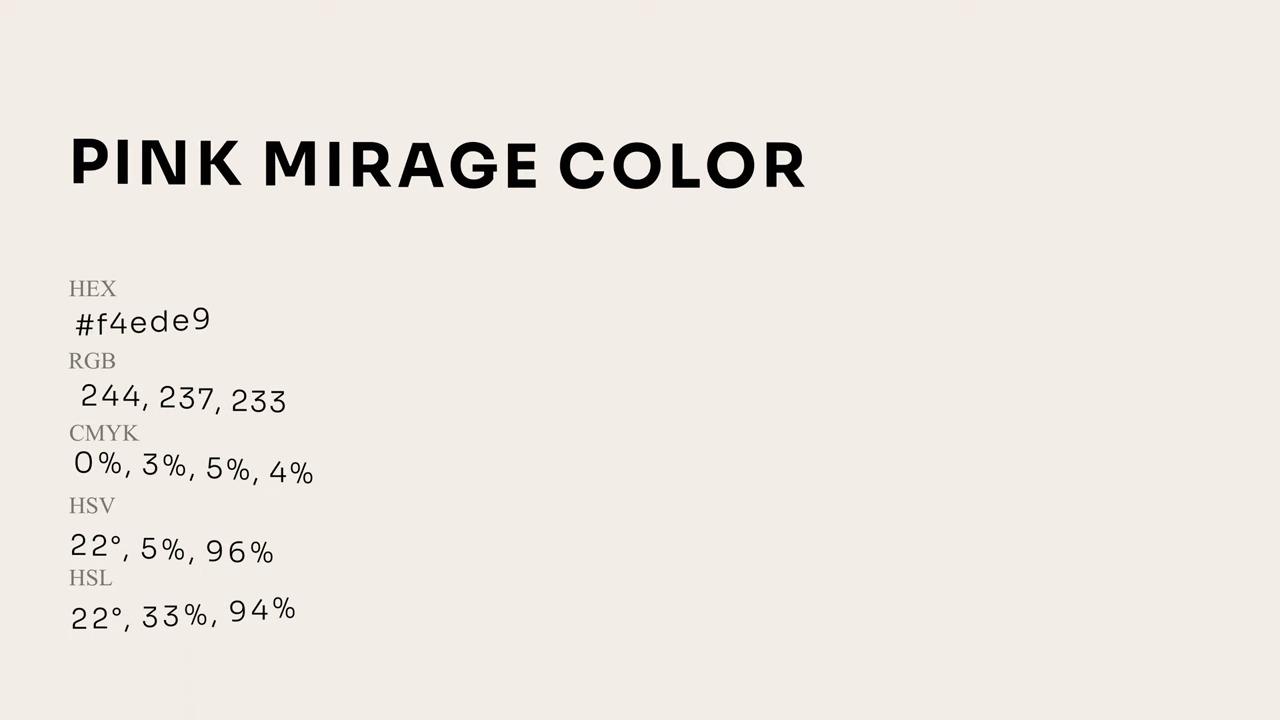 PINK MIRAGE COLOR
HEX
#f4ede9
RGB
244, 237, 233
CMYK
0%, 3%, 5%, 4%
HSV
22°, 5%, 96%
HSL
22°, 33%, 94%